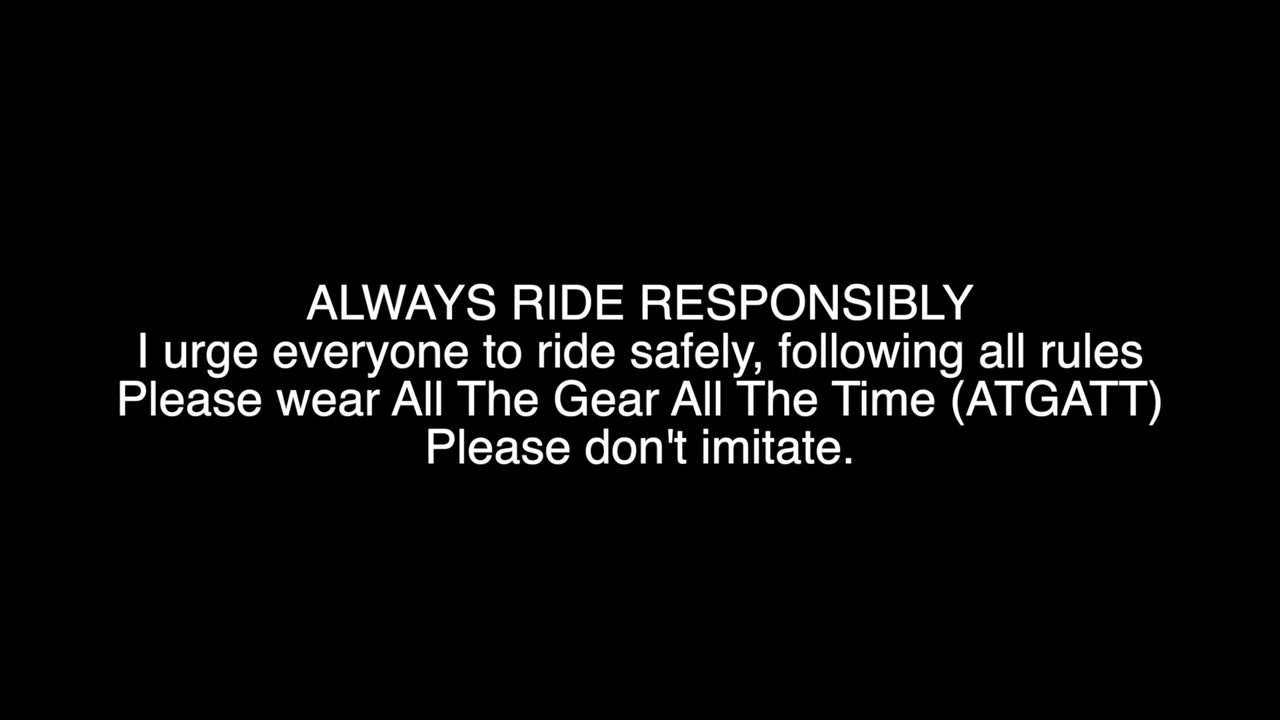 ALWAYS RIDE RESPONSIBLY
I urge everyone to ride safely, following all rules
Please wear All The Gear All The Time (ATGATT)
Please don't imitate.